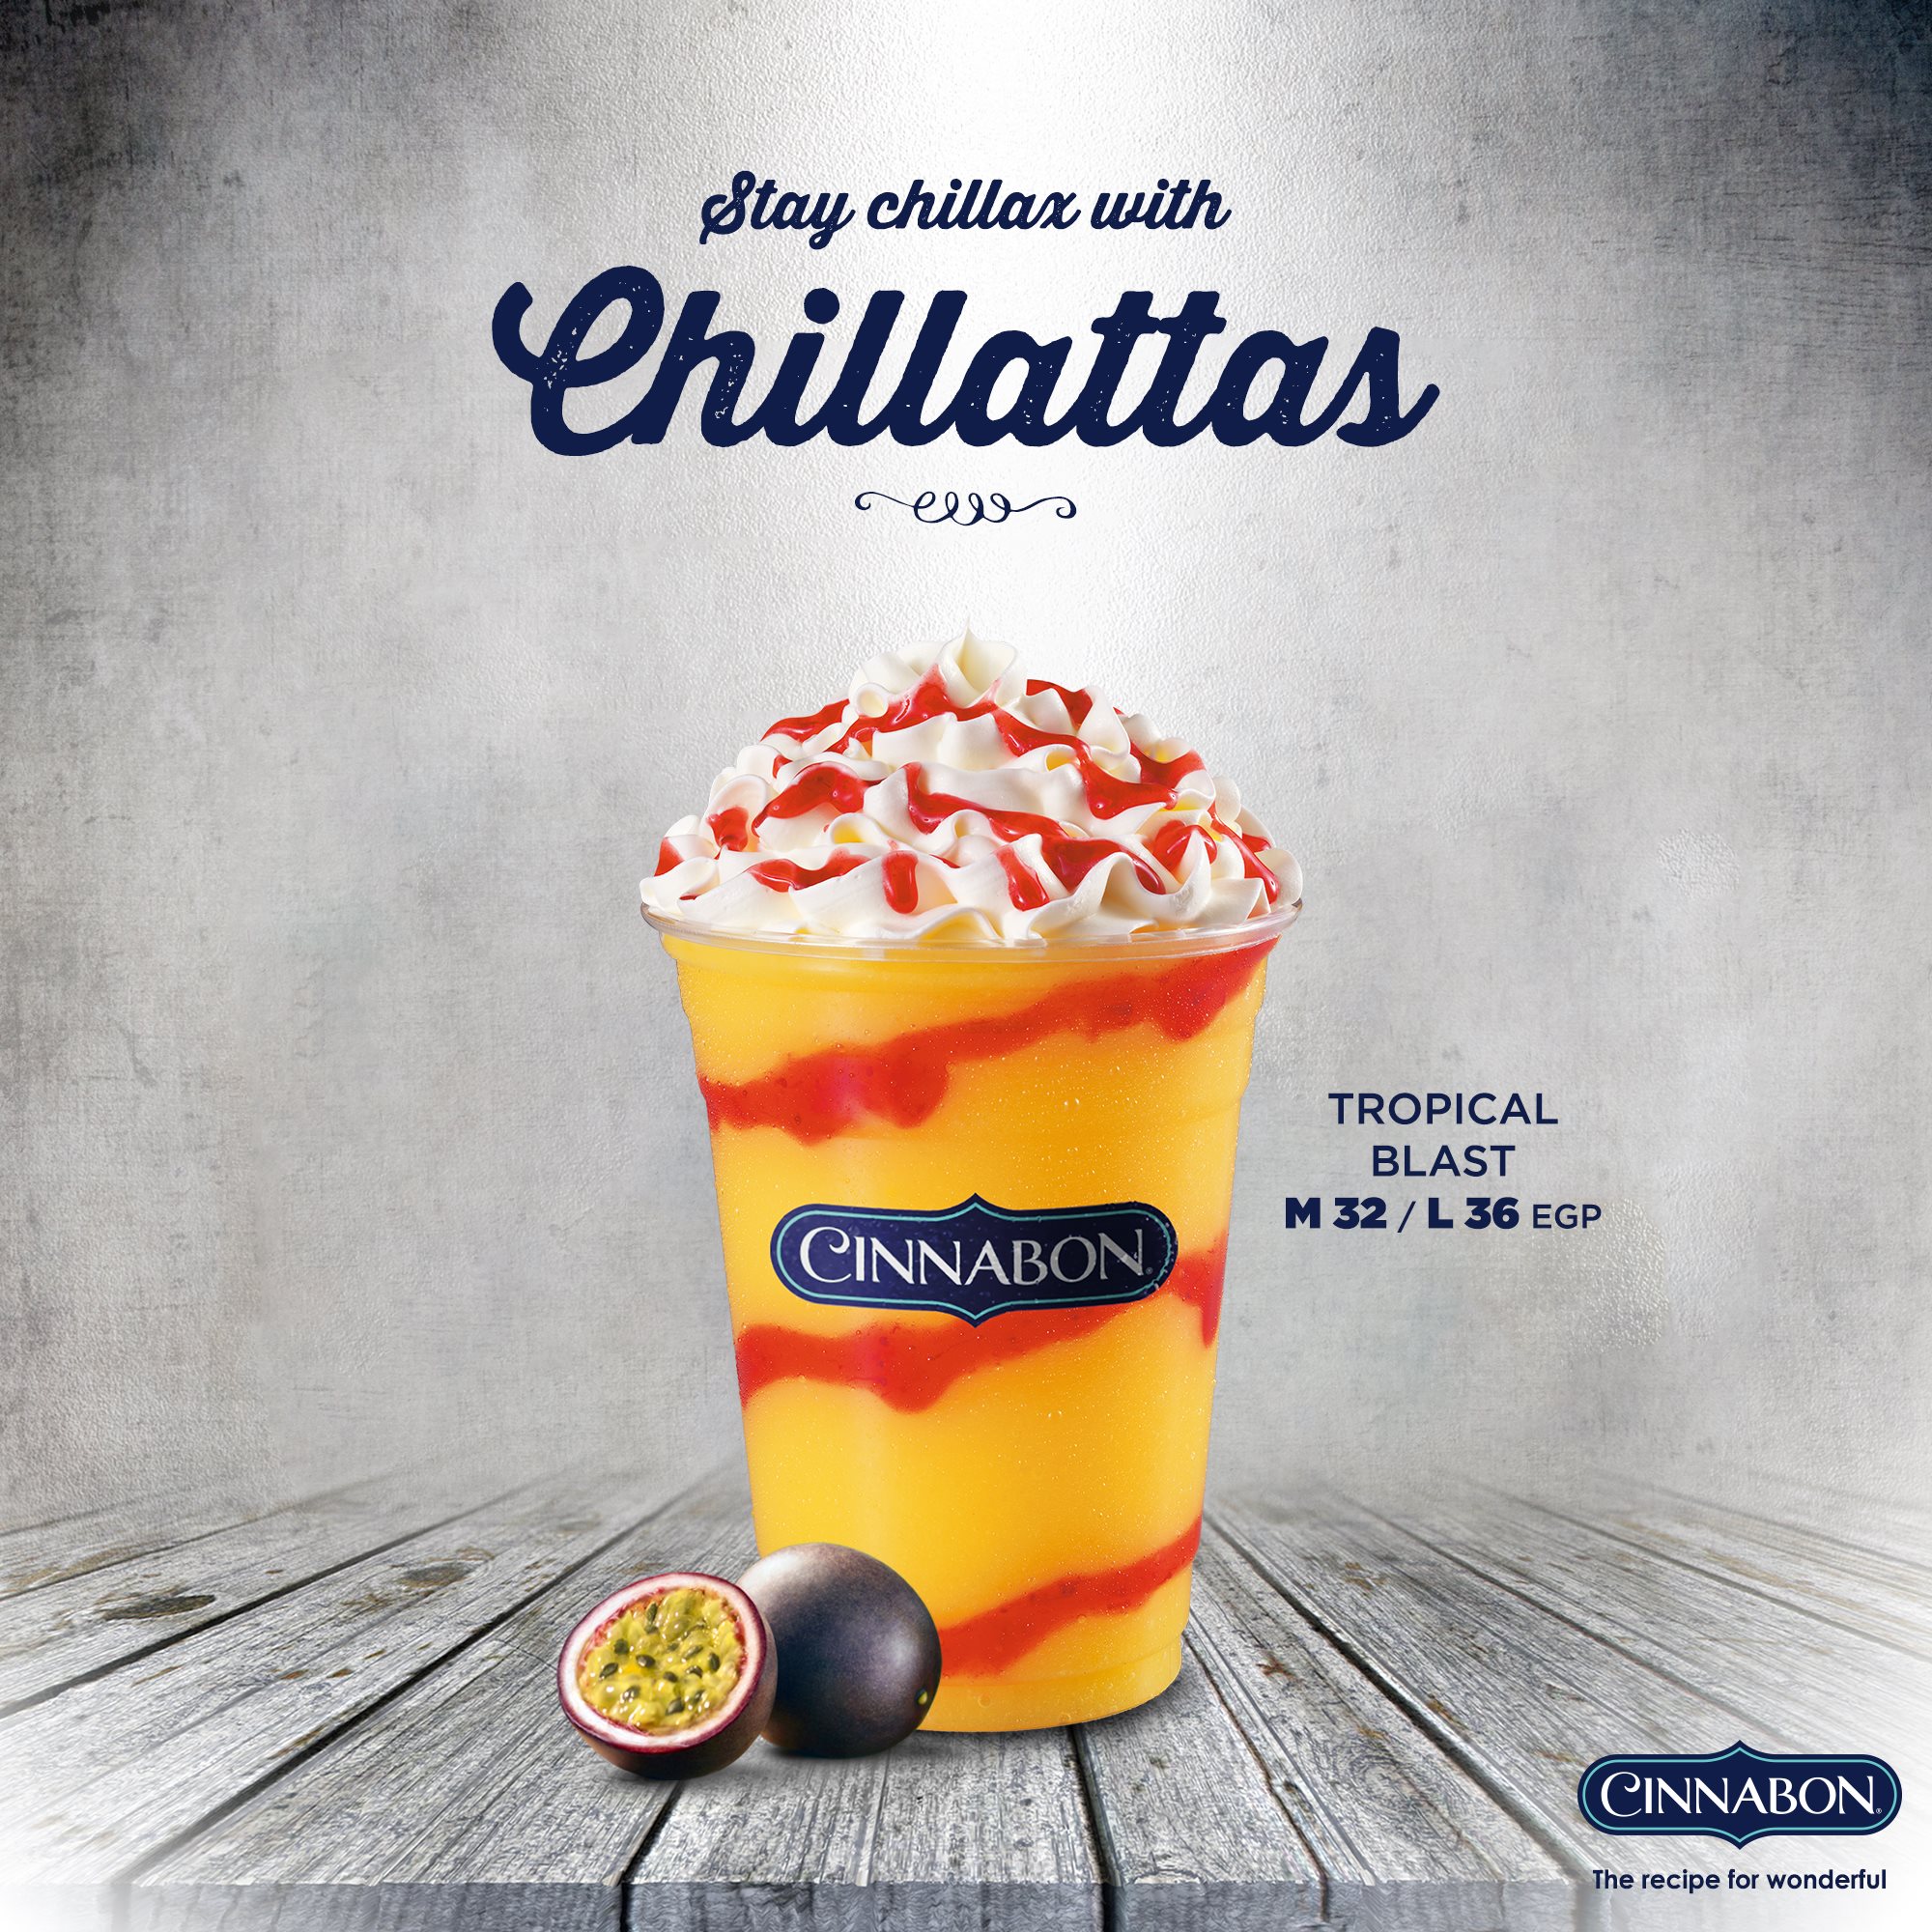 Stay chillax with
Chillattas
TROPICAL
BLAST
M 32 / L 36 EGP
CINNABON®
CINNABON®
The recipe for wonderful